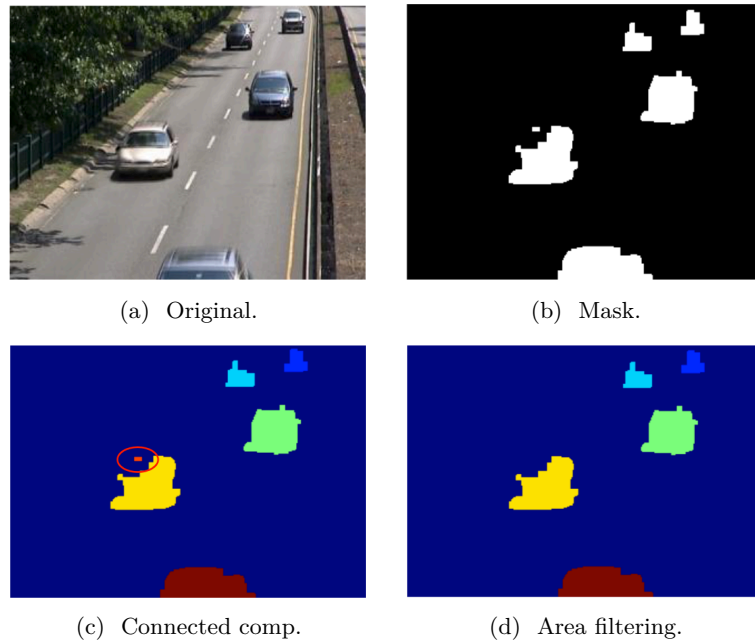 (a) Original.
(b) Mask.
(c) Connected comp.
(d) Area filtering.